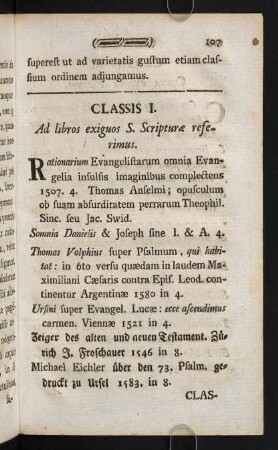 107
superest ut ad varietatis gustum etiam clas-
sium ordinem adjungamus.
CLASSIS I.
Ad libros exiguos S. Scripturæ refe-
rimus.
Rationarium Evangelistarum omnia Evan-
gelia insulsis imaginibus complectens
1507. 4. Thomas Anselmi; opusculum
ob suam absurditatem perrarum Theophil.
Sinc. seu Jac. Swid.
Somnia Danielis & Joseph sine l. & A. 4.
Thomas Volphius super Psalmum, qui habi-
tat: in 6to versu quædam in laudem Ma-
ximiliani Cæsaris contra Epis. Leod. con-
tinentur Argentinæ 1580 in 4.
Ursini super Evangel. Lucæ: ecce ascendimus
carmen. Viennæ 1521 in 4.
Zeiger des alten und neuen Testament. Zü-
rich J. Froschauer 1546 in 8.
Michael Eichler über den 73. Psalm. ge-
druckt zu Ursel 1583. in 8.
CLAS-